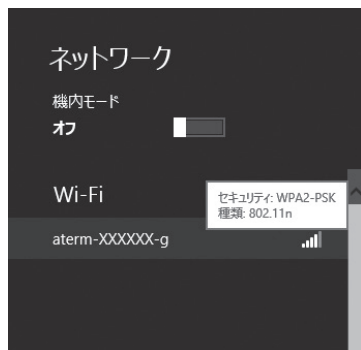 ネットワーク
機内モード
オフ
Wi-Fi
セキュリティ: WPA2-PSK
種類: 802.11n
aterm-XXXXXX-g